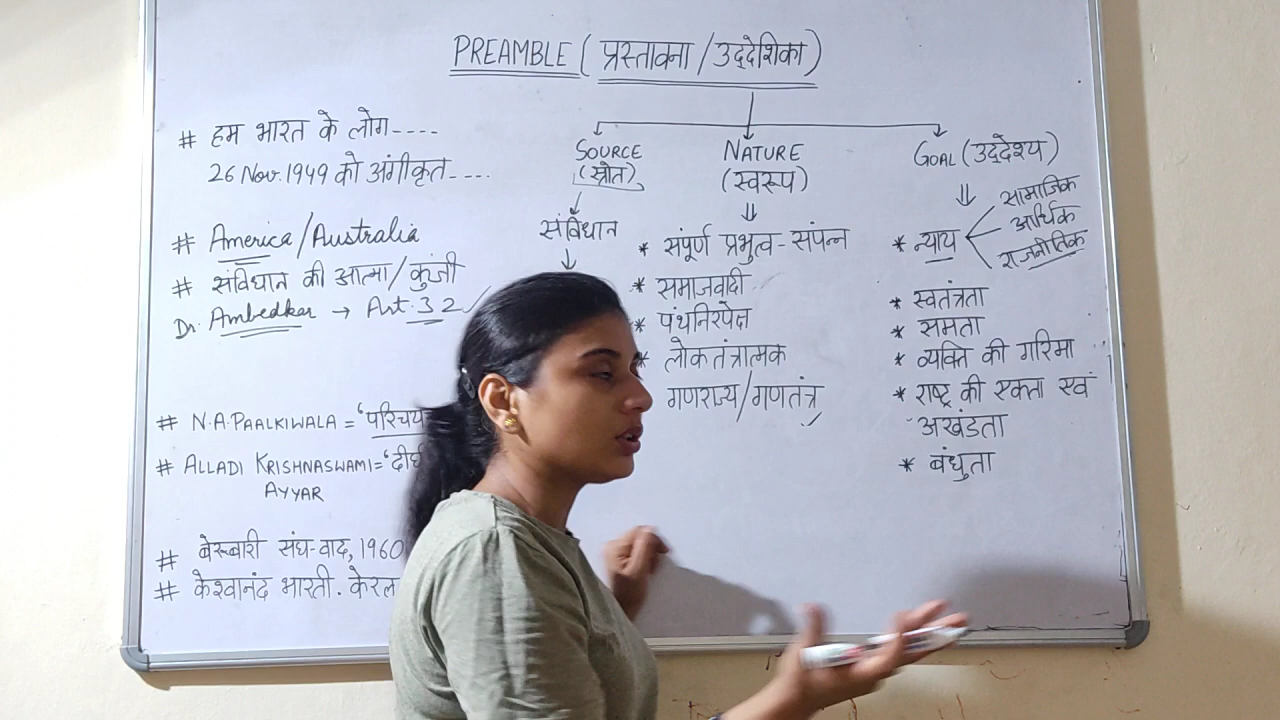 PREAMBLE (प्रस्तावना/उद्देशिका)
# हम भारत के लोग----
26 Nov. 1949 को अंगीकृत----
# America/Australia
# संविधान की आत्मा/कुंजी
Dr. Ambedkar → Art. 32
# N.A. PAALKIWALA = 'परिचय
# ALLADI KRISHNASWAMI = 'दीर्घ
AYYAR
# बेरूबारी संघ-वाद, 1960
# केशवानंद भारती. केरल
SOURCE
(स्रोत)
संविधान
NATURE
(स्वरूप)
* संपूर्ण प्रभुत्व-संपन्न
* समाजवादी
* पंथनिरपेक्ष
* लोकतंत्रात्मक
गणराज्य/गणतंत्र
GOAL (उद्देश्य)
* न्याय
सामाजिक
आर्थिक
राजनीतिक
* स्वतंत्रता
* समता
* व्यक्ति की गरिमा
* राष्ट्र की एकता एवं
अखंडता
* बंधुता